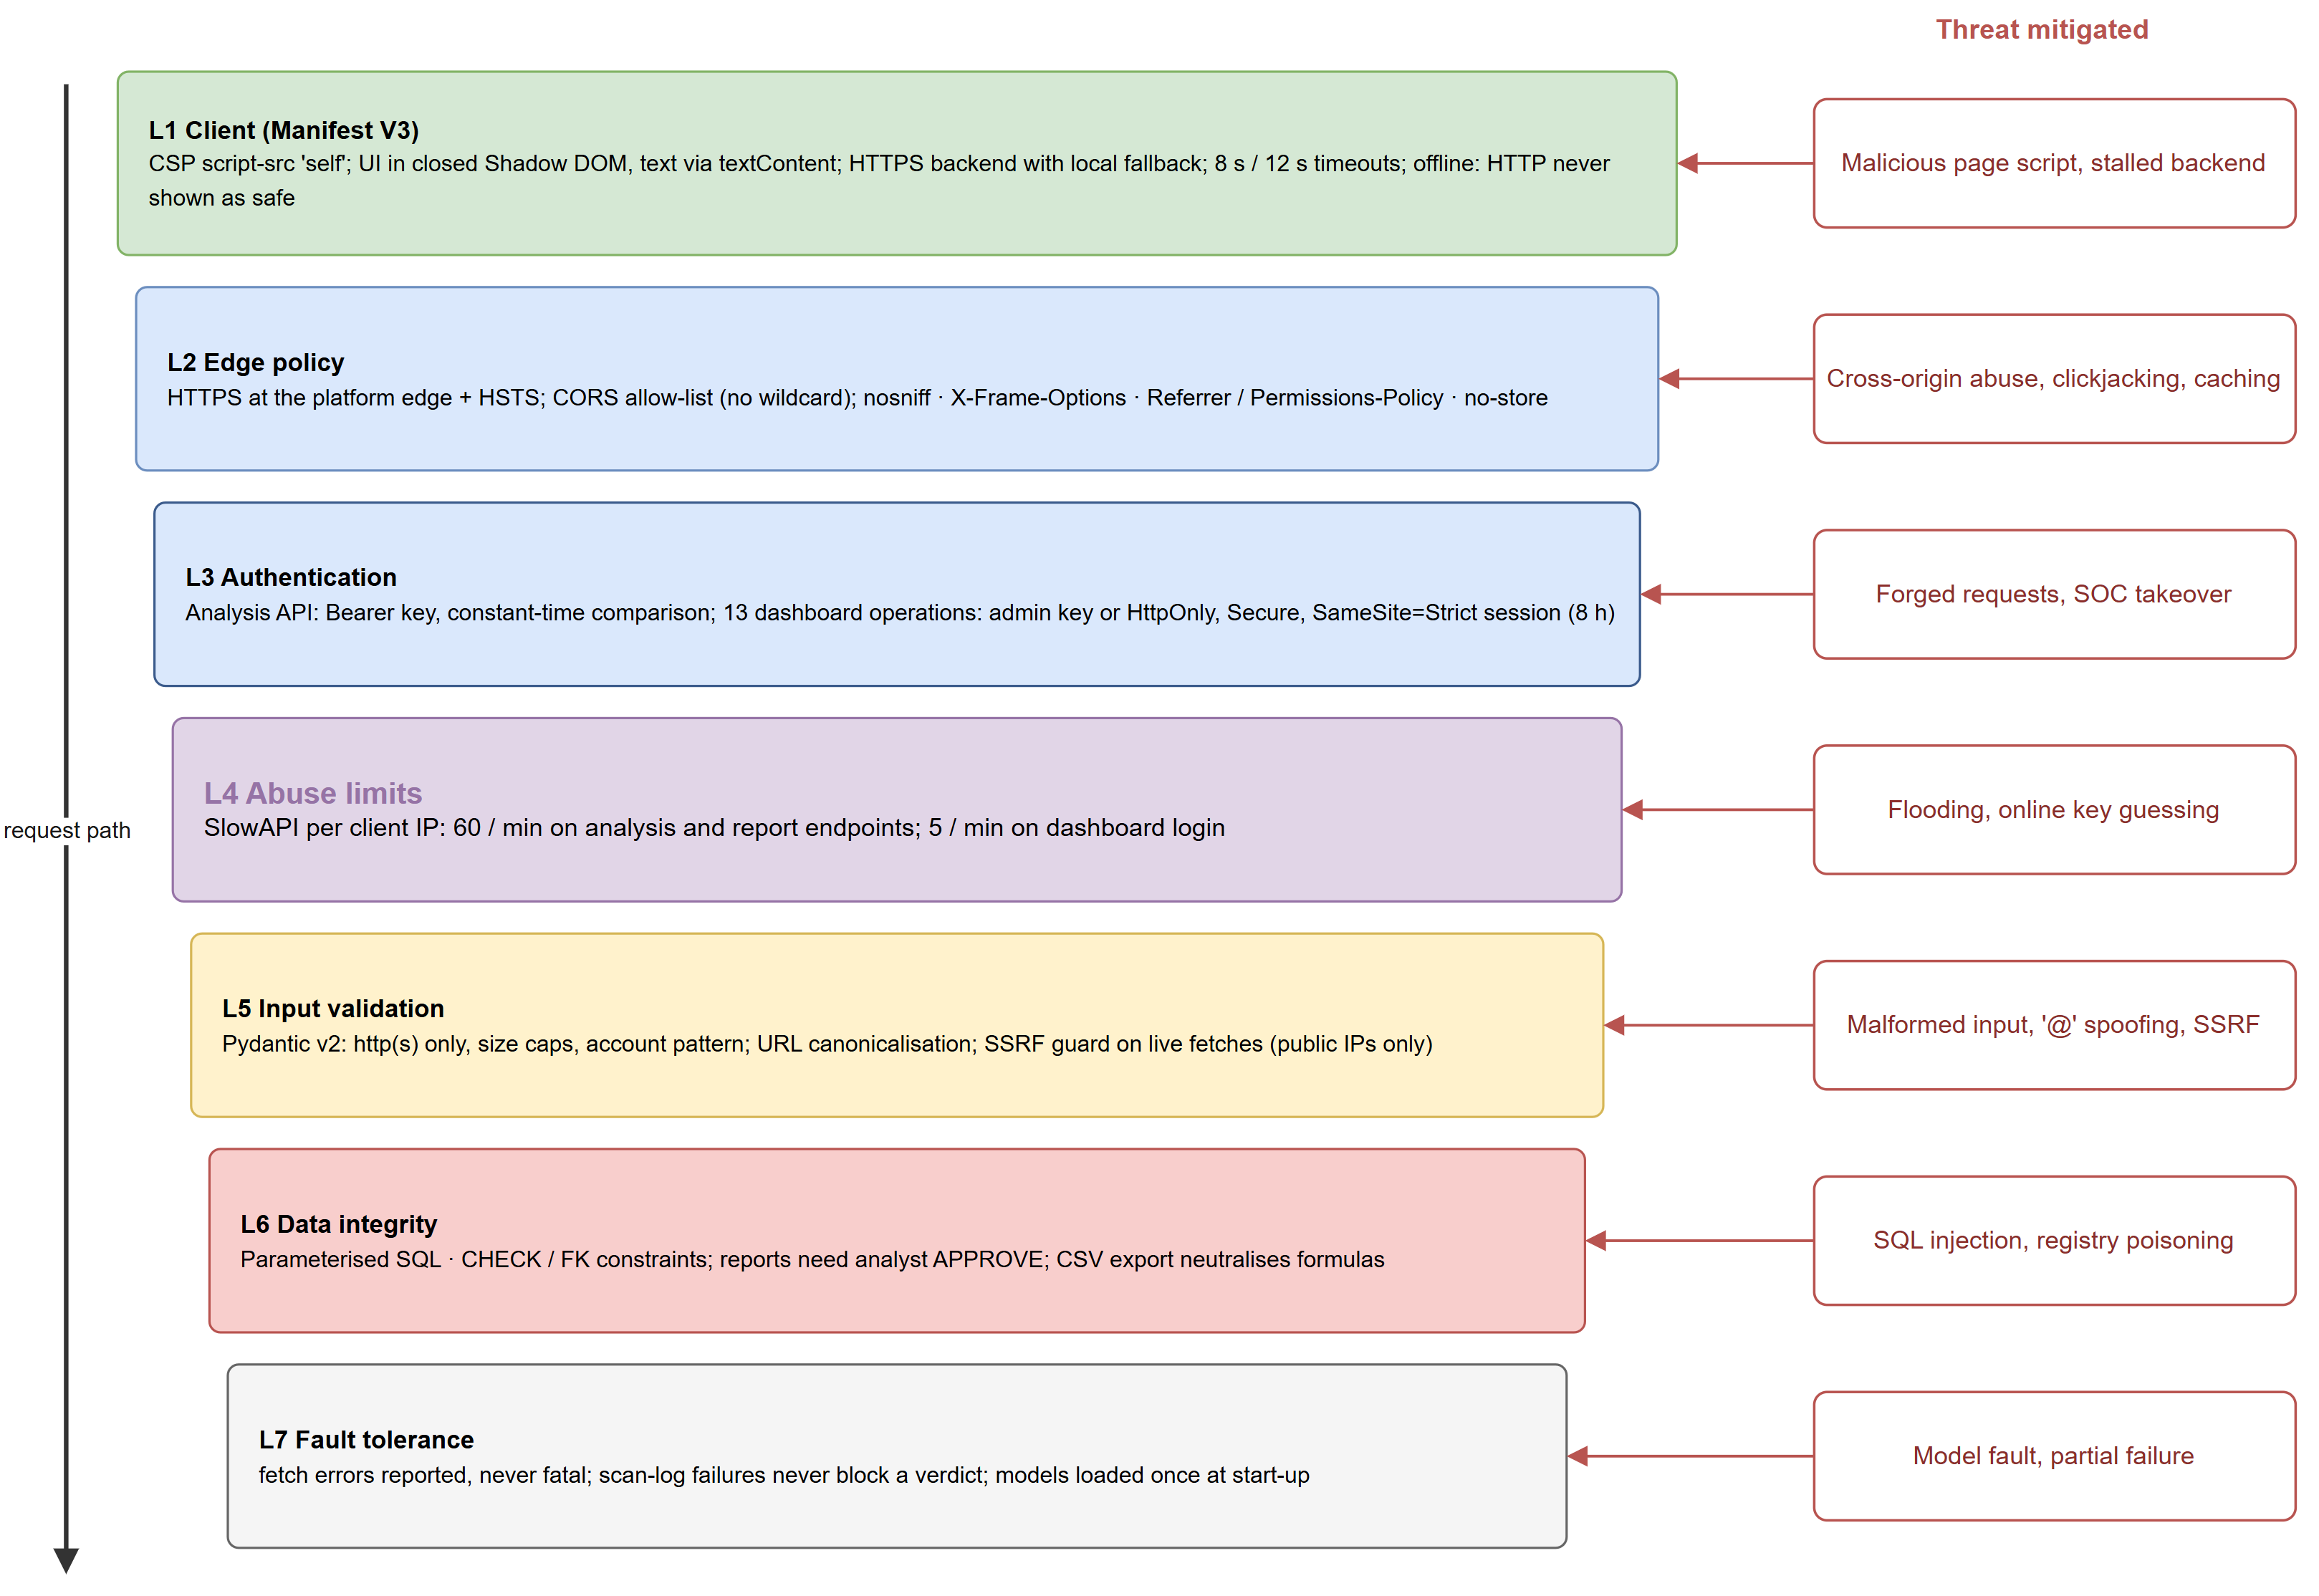 Threat mitigated
L1 Client (Manifest V3)
CSP script-src 'self'; UI in closed Shadow DOM, text via textContent; HTTPS backend with local fallback; 8 s / 12 s timeouts; offline: HTTP never
shown as safe
Malicious page script, stalled backend
L2 Edge policy
HTTPS at the platform edge + HSTS; CORS allow-list (no wildcard); nosniff · X-Frame-Options · Referrer / Permissions-Policy · no-store
Cross-origin abuse, clickjacking, caching
L3 Authentication
Analysis API: Bearer key, constant-time comparison; 13 dashboard operations: admin key or HttpOnly, Secure, SameSite=Strict session (8 h)
Forged requests, SOC takeover
L4 Abuse limits
SlowAPI per client IP: 60 / min on analysis and report endpoints; 5 / min on dashboard login
Flooding, online key guessing
request path
L5 Input validation
Pydantic v2: http(s) only, size caps, account pattern; URL canonicalisation; SSRF guard on live fetches (public IPs only)
Malformed input, '@' spoofing, SSRF
L6 Data integrity
Parameterised SQL · CHECK / FK constraints; reports need analyst APPROVE; CSV export neutralises formulas
SQL injection, registry poisoning
L7 Fault tolerance
fetch errors reported, never fatal; scan-log failures never block a verdict; models loaded once at start-up
Model fault, partial failure